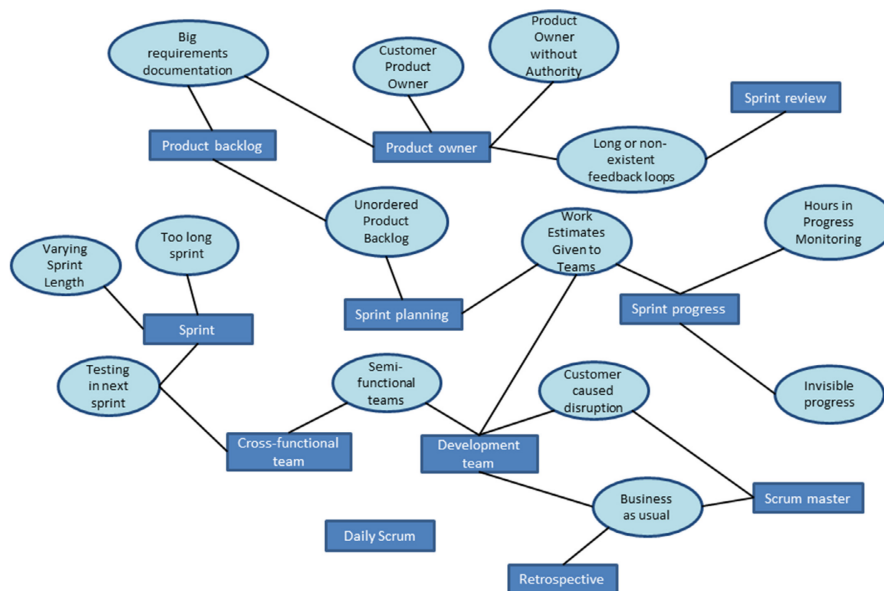 Big
requirements
documentation
Customer
Product
Owner
Product
Owner
without
Authority
Sprint review
Product backlog
Product owner
Long or non-
existent
feedback loops
Unordered
Product
Backlog
Work
Estimates
Given to
Teams
Hours in
Progress
Monitoring
Varying
Sprint
Length
Too long
sprint
Sprint
Sprint planning
Sprint progress
Testing
in next
sprint
Semi-
functional
teams
Customer
caused
disruption
Invisible
progress
Cross-functional
team
Development
team
Business
as usual
Scrum master
Daily Scrum
Retrospective